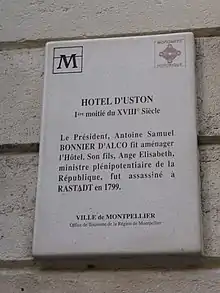 M
MONUMENT
HISTORIQUE
HOTEL D'USTON
1ère moitié du XVIIIe Siècle
Le Président, Antoine Samuel
BONNIER D'ALCO fit aménager
l'Hôtel. Son fils, Ange Elisabeth,
ministre plénipotentiaire de la
République, fut assassiné à
RASTADT en 1799.
VILLE de MONTPELLIER
Office de Tourisme de la Région de Montpellier